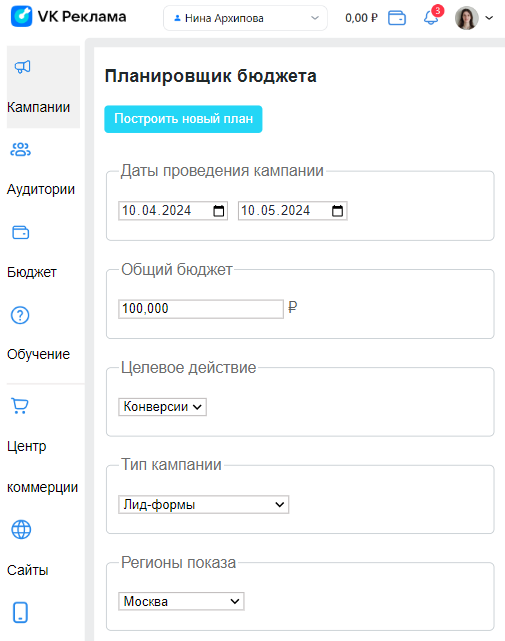 VK Реклама
Нина Архипова
0,00 ₽
3
Кампании
Аудитории
Бюджет
Обучение
Центр
коммерции
Сайты
Планировщик бюджета
Построить новый план
Даты проведения кампании
10.04.2024 10.05.2024
Общий бюджет
100,000 ₽
Целевое действие
Конверсии
Тип кампании
Лид-формы
Регионы показа
Москва